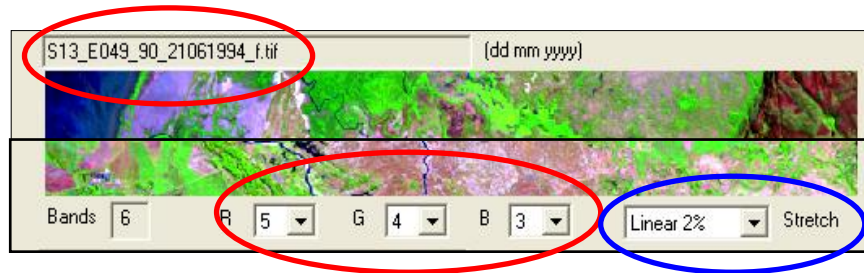 S13_E049_90_21061994_f.tif (dd mm yyyy)
Bands 6 R 5 G 4 B 3 Linear 2% Stretch